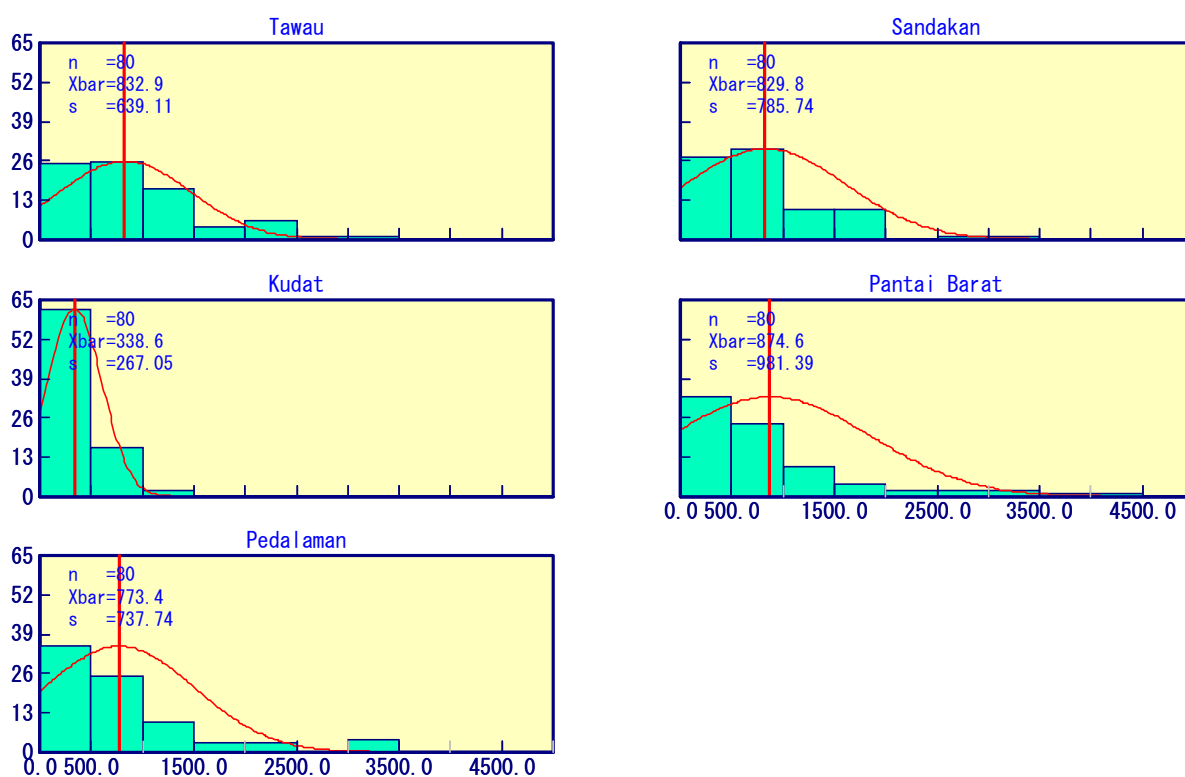 Tawau
65
52
39
26
13
0
n =80
Xbar=832.9
s =639.11
Sandakan
n =80
Xbar=829.8
s =785.74
Kudat
65
52
39
26
13
0
n =80
Xbar=338.6
s =267.05
Pantai Barat
n =80
Xbar=874.6
s =981.39
0.0 500.0 1500.0 2500.0 3500.0 4500.0
Pedalaman
65
52
39
26
13
0
n =80
Xbar=773.4
s =737.74
0.0 500.0 1500.0 2500.0 3500.0 4500.0